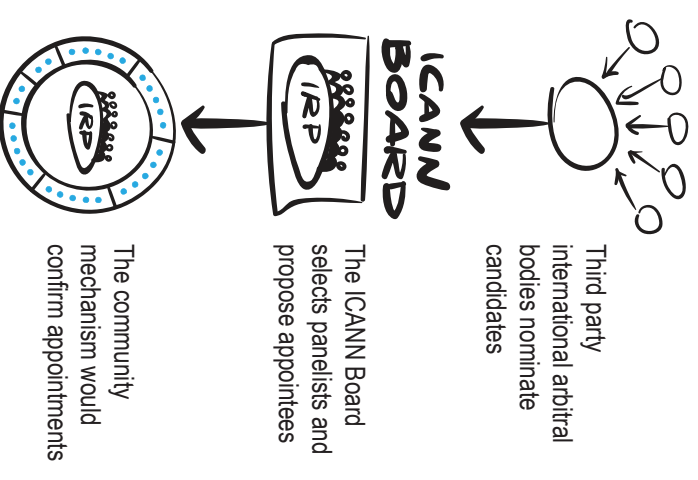 Third party
international arbitral
bodies nominate
candidates
ICANN
BOARD
IRP
The ICANN Board
selects panelists and
propose appointees
IRP
The community
mechanism would
confirm appointments